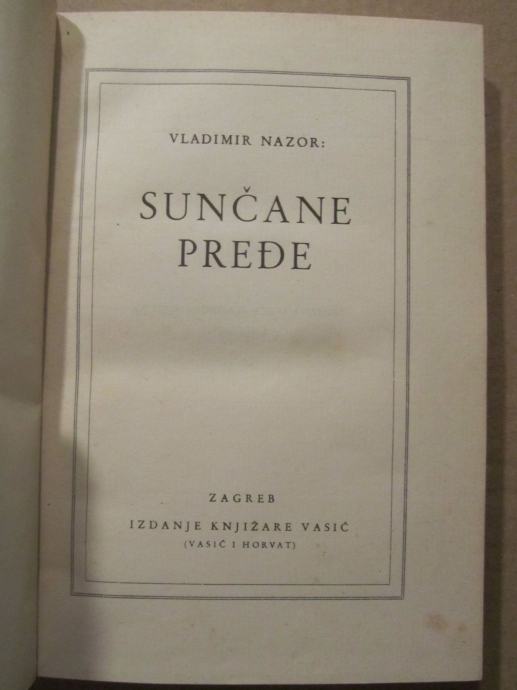 VLADIMIR NAZOR:
SUNČANE
PREĐE
ZAGREB
IZDANJE KNJIŽARE VASIĆ
(VASIĆ I HORVAT)